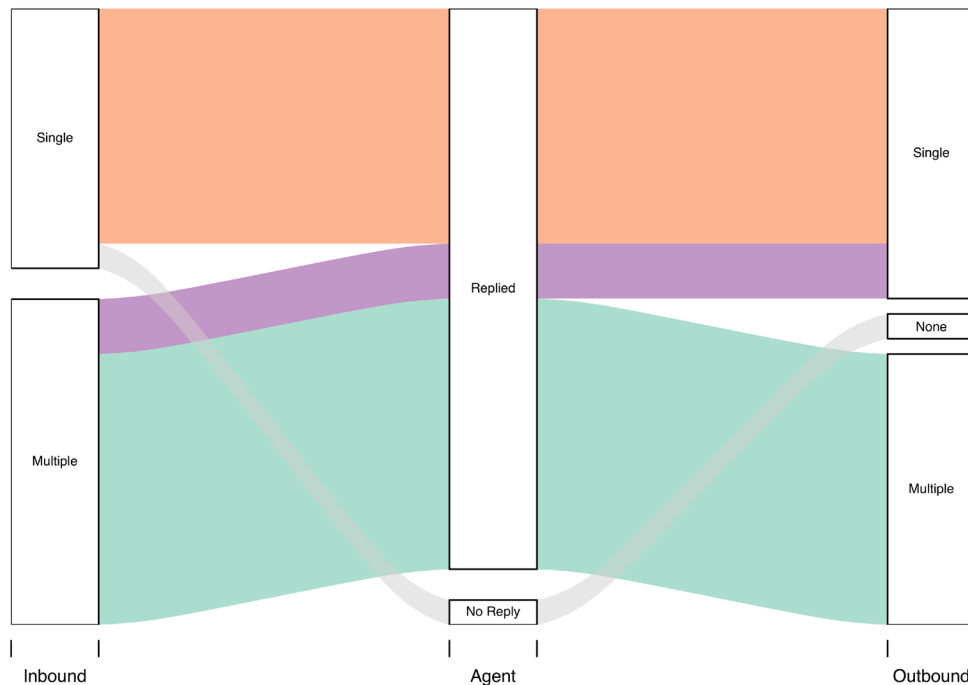 Single
Multiple
Replied
No Reply
Single
None
Multiple
Inbound
Agent
Outbound